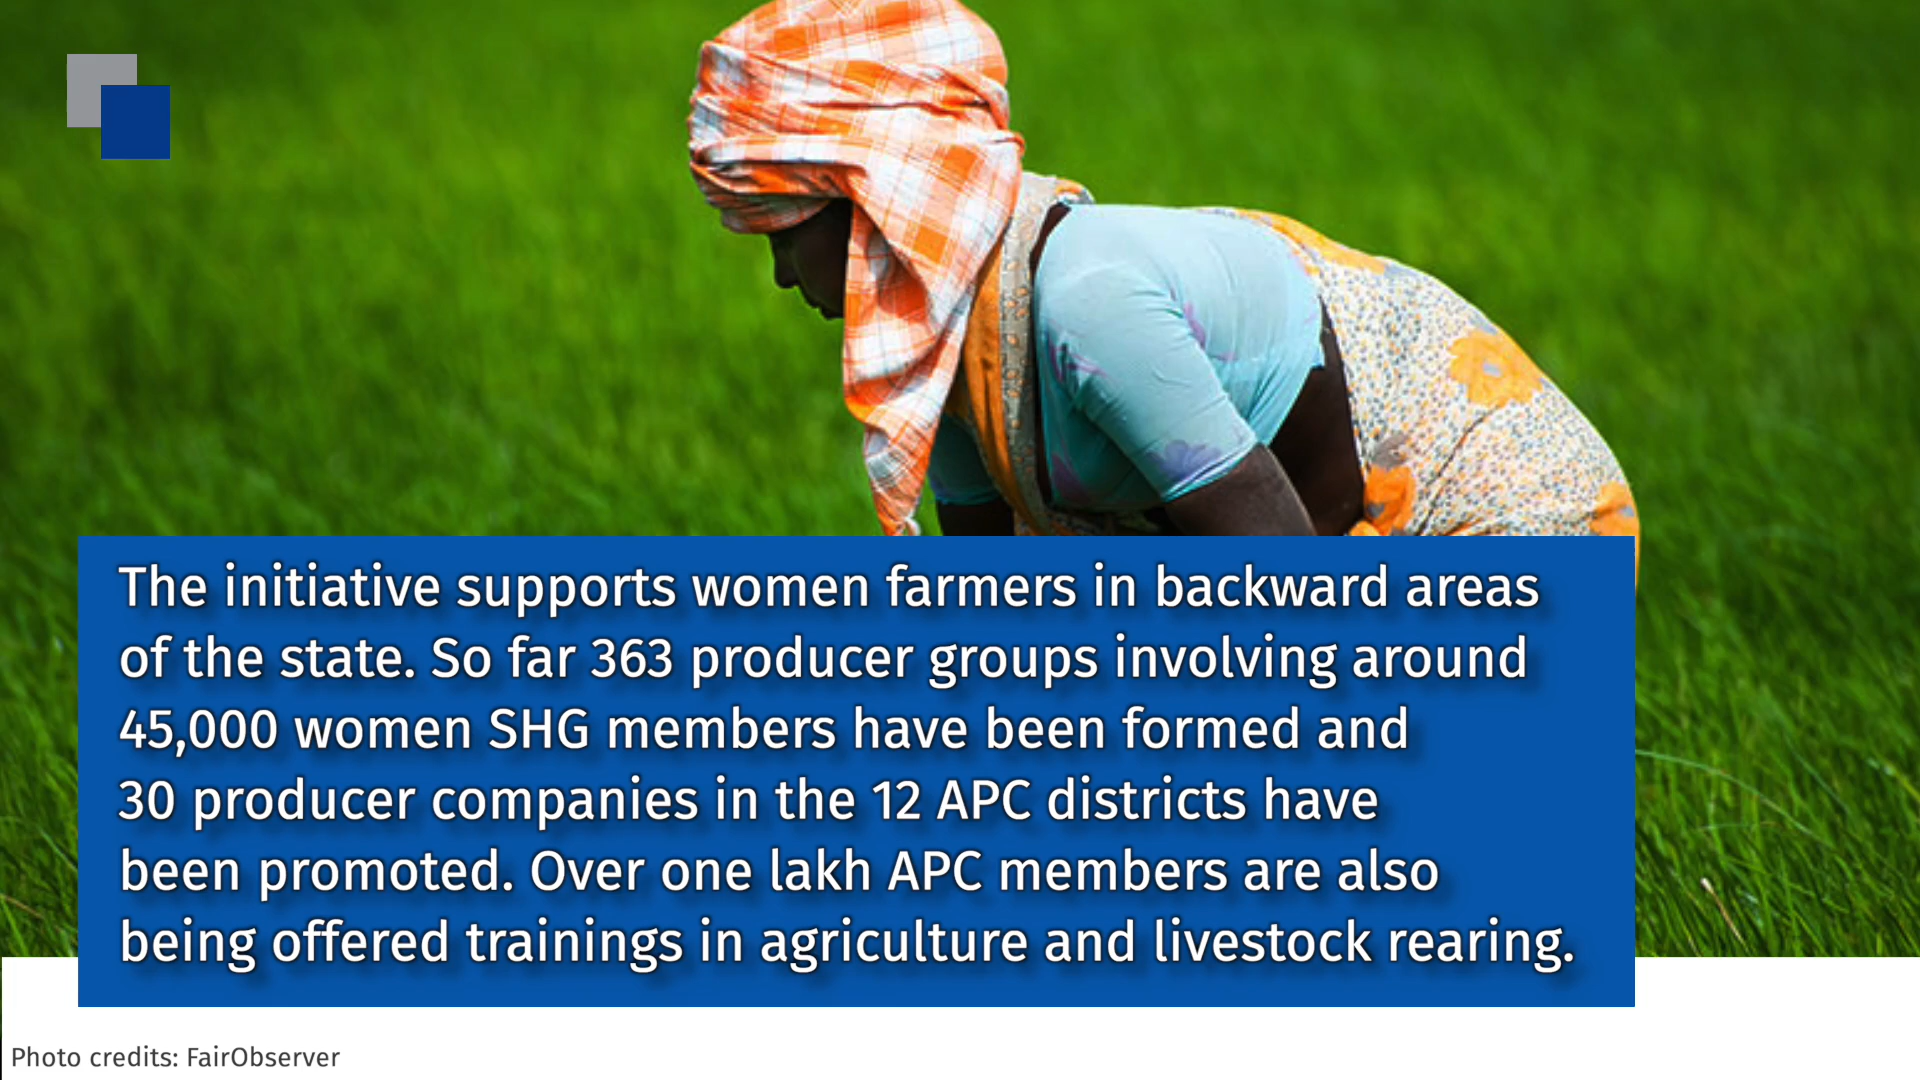 The initiative supports women farmers in backward areas
of the state. So far 363 producer groups involving around
45,000 women SHG members have been formed and
30 producer companies in the 12 APC districts have
been promoted. Over one lakh APC members are also
being offered trainings in agriculture and livestock rearing.
Photo credits: FairObserver